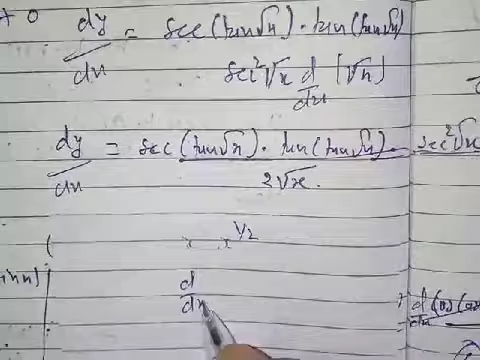 dy/dx = sec(tan√x) · tan(tan√x)
sec²√x d/dx (√x)
dy/dx = sec(tan√x) · tan(tan√x) · sec²√x
2√x.
1/2
d
dx